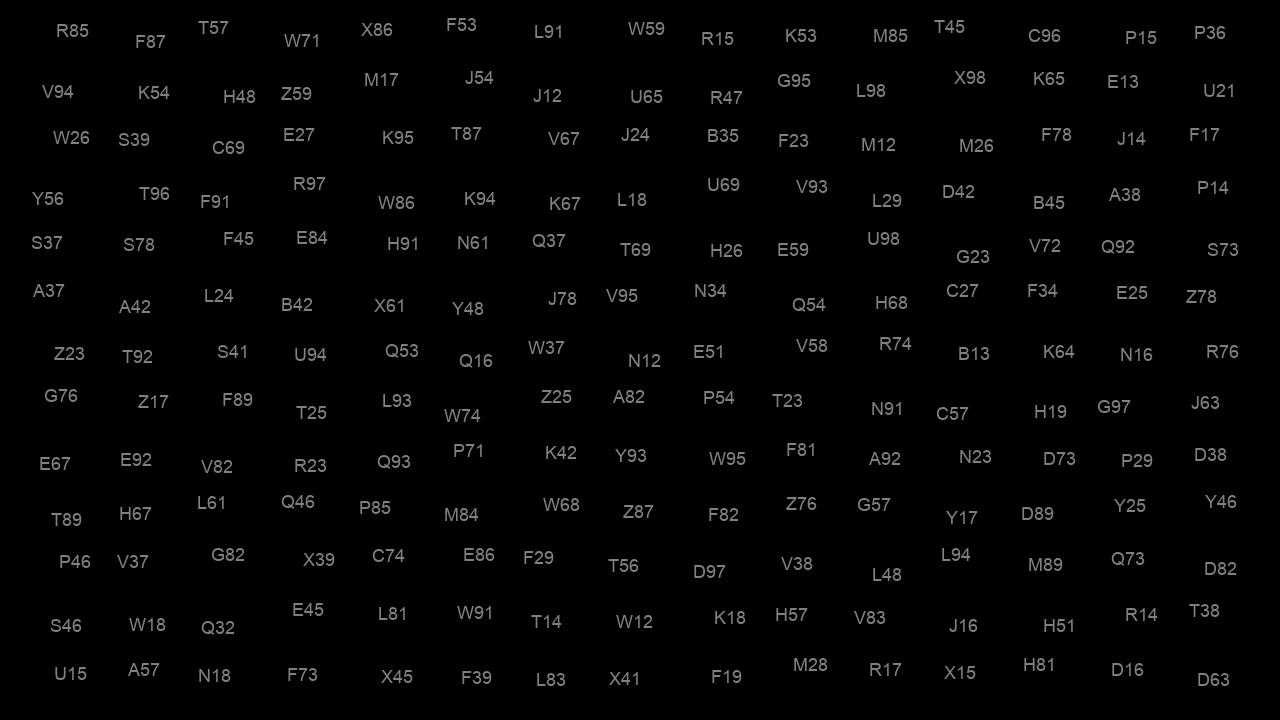 R85 F87 T57 W71 X86 F53 L91 W59 R15 K53 M85 T45 C96 P15 P36
V94 K54 H48 Z59 M17 J54 J12 U65 R47 G95 L98 X98 K65 E13 U21
W26 S39 C69 E27 K95 T87 V67 J24 B35 F23 M12 M26 F78 J14 F17
Y56 T96 F91 R97 W86 K94 K67 L18 U69 V93 L29 D42 B45 A38 P14
S37 S78 F45 E84 H91 N61 Q37 T69 H26 E59 U98 G23 V72 Q92 S73
A37 A42 L24 B42 X61 Y48 J78 V95 N34 Q54 H68 C27 F34 E25 Z78
Z23 T92 S41 U94 Q53 Q16 W37 N12 E51 V58 R74 B13 K64 N16 R76
G76 Z17 F89 T25 L93 W74 Z25 A82 P54 T23 N91 C57 H19 G97 J63
E67 E92 V82 R23 Q93 P71 K42 Y93 W95 F81 A92 N23 D73 P29 D38
T89 H67 L61 Q46 P85 M84 W68 Z87 F82 Z76 G57 Y17 D89 Y25 Y46
P46 V37 G82 X39 C74 E86 F29 T56 D97 V38 L48 L94 M89 Q73 D82
S46 W18 Q32 E45 L81 W91 T14 W12 K18 H57 V83 J16 H51 R14 T38
U15 A57 N18 F73 X45 F39 L83 X41 F19 M28 R17 X15 H81 D16 D63